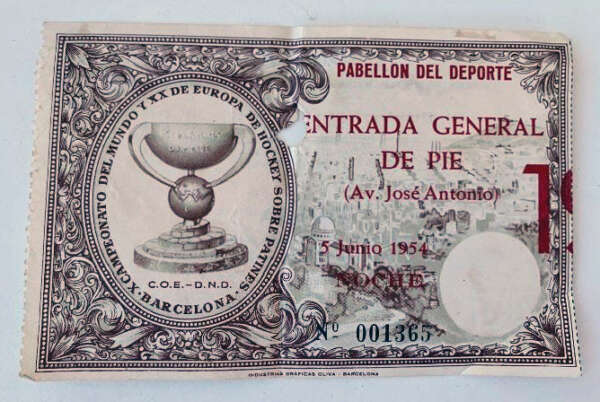 PABELLON DEL DEPORTE
X CAMPEONATO DEL MUNDO Y XX DE EUROPA DE HOCKEY SOBRE PATINES
· BARCELONA ·
C.O.E.-D.N.D.
ENTRADA GENERAL
DE PIE
(Av. José Antonio)
5 Junio 1954
NOCHE
Nº 001365
INDUSTRIAS GRÁFICAS OLIVA - BARCELONA